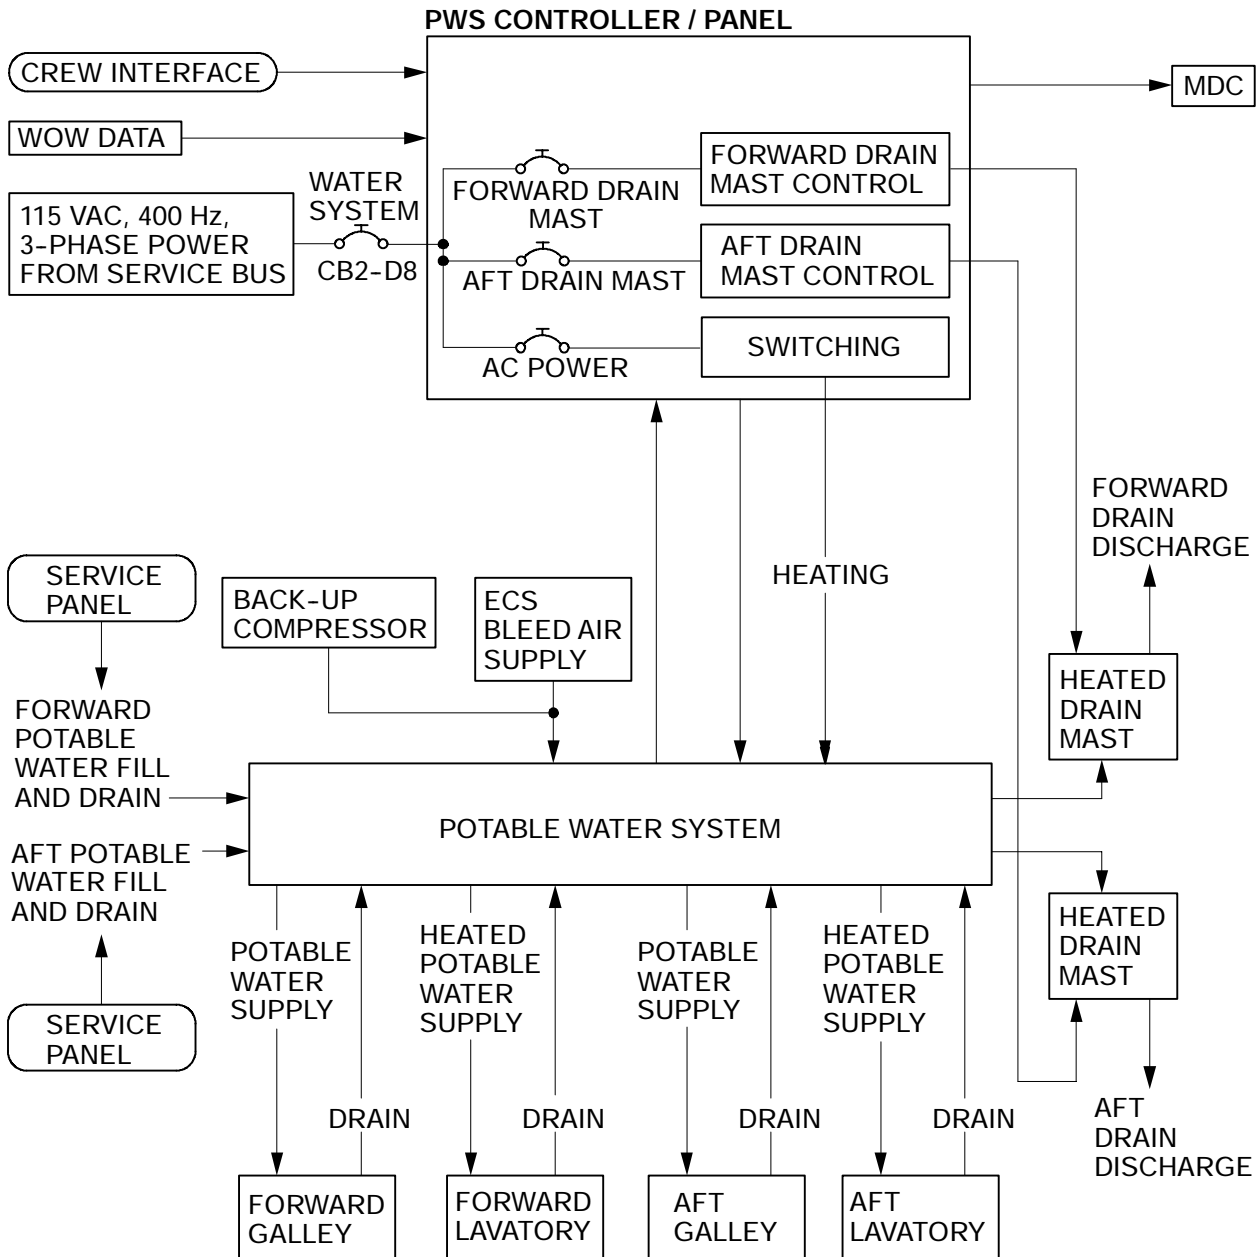 PWS CONTROLLER / PANEL
CREW INTERFACE
MDC
WOW DATA
FORWARD DRAIN
MAST CONTROL
WATER
SYSTEM
FORWARD DRAIN
MAST
115 VAC, 400 Hz,
3-PHASE POWER
FROM SERVICE BUS
CB2-D8
AFT DRAIN MAST
AFT DRAIN
MAST CONTROL
AC POWER
SWITCHING
FORWARD
DRAIN
DISCHARGE
HEATING
SERVICE
PANEL
BACK-UP
COMPRESSOR
ECS
BLEED AIR
SUPPLY
HEATED
DRAIN
MAST
FORWARD
POTABLE
WATER FILL
AND DRAIN
POTABLE WATER SYSTEM
AFT POTABLE
WATER FILL
AND DRAIN
HEATED
DRAIN
MAST
POTABLE
WATER
SUPPLY
HEATED
POTABLE
WATER
SUPPLY
POTABLE
WATER
SUPPLY
HEATED
POTABLE
WATER
SUPPLY
SERVICE
PANEL
DRAIN
DRAIN
DRAIN
DRAIN
AFT
DRAIN
DISCHARGE
FORWARD
GALLEY
FORWARD
LAVATORY
AFT
GALLEY
AFT
LAVATORY